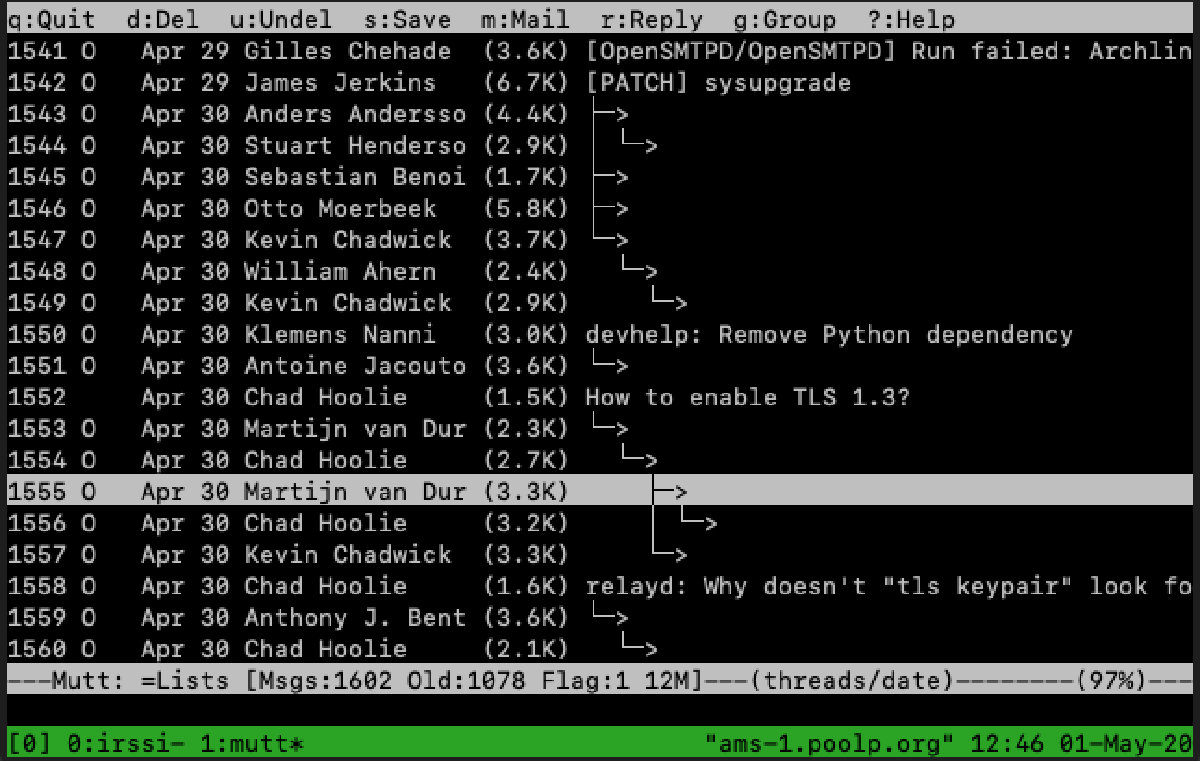 q:Quit  d:Del  u:Undel  s:Save  m:Mail  r:Reply  g:Group  ?:Help
1541 O   Apr 29 Gilles Chehade  (3.6K) [OpenSMTPD/OpenSMTPD] Run failed: Archlin
1542 O   Apr 29 James Jerkins   (6.7K) [PATCH] sysupgrade
1543 O   Apr 30 Anders Andersso (4.4K) ├─>
1544 O   Apr 30 Stuart Henderso (2.9K) │ └─>
1545 O   Apr 30 Sebastian Benoi (1.7K) ├─>
1546 O   Apr 30 Otto Moerbeek   (5.8K) ├─>
1547 O   Apr 30 Kevin Chadwick  (3.7K) └─>
1548 O   Apr 30 William Ahern   (2.4K)   └─>
1549 O   Apr 30 Kevin Chadwick  (2.9K)     └─>
1550 O   Apr 30 Klemens Nanni   (3.0K) devhelp: Remove Python dependency
1551 O   Apr 30 Antoine Jacouto (3.6K) └─>
1552     Apr 30 Chad Hoolie     (1.5K) How to enable TLS 1.3?
1553 O   Apr 30 Martijn van Dur (2.3K) └─>
1554 O   Apr 30 Chad Hoolie     (2.7K)   └─>
1555 O   Apr 30 Martijn van Dur (3.3K)     ├─>
1556 O   Apr 30 Chad Hoolie     (3.2K)     │ └─>
1557 O   Apr 30 Kevin Chadwick  (3.3K)     └─>
1558 O   Apr 30 Chad Hoolie     (1.6K) relayd: Why doesn't "tls keypair" look fo
1559 O   Apr 30 Anthony J. Bent (3.6K) └─>
1560 O   Apr 30 Chad Hoolie     (2.1K)   └─>
---Mutt: =Lists [Msgs:1602 Old:1078 Flag:1 12M]---(threads/date)--------(97%)---
[0] 0:irssi- 1:mutt* "ams-1.poolp.org" 12:46 01-May-20